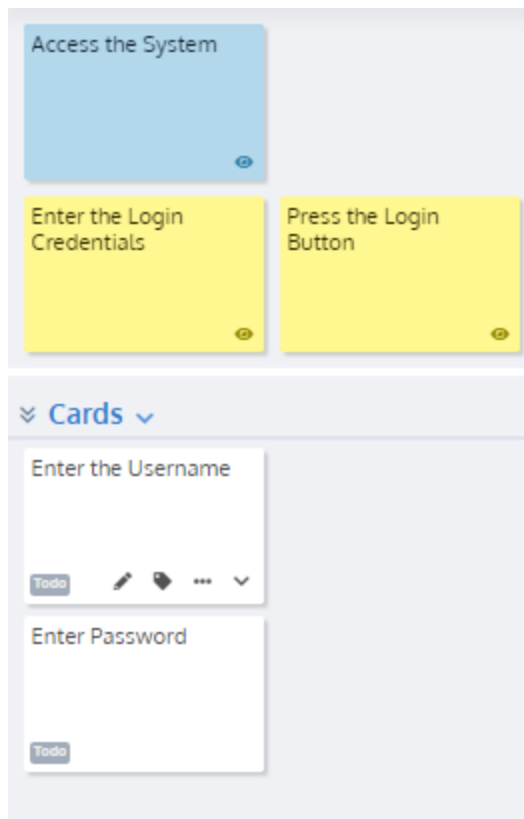 Access the System
Enter the Login
Credentials
Press the Login
Button
Cards
Enter the Username
Todo
Enter Password
Todo